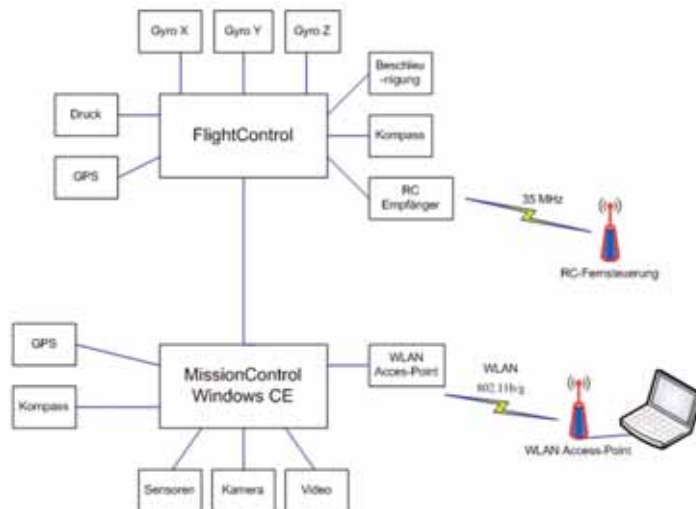 Gyro X
Gyro Y
Gyro Z
Beschleu
-nigung
Druck
FlightControl
Kompass
GPS
RC
Empfänger
35 MHz
RC-Fernsteuerung
GPS
WLAN
Acces-Point
MissionControl
Windows CE
WLAN
802.11b/g
Kompass
WLAN Access-Point
Sensoren
Kamera
Video